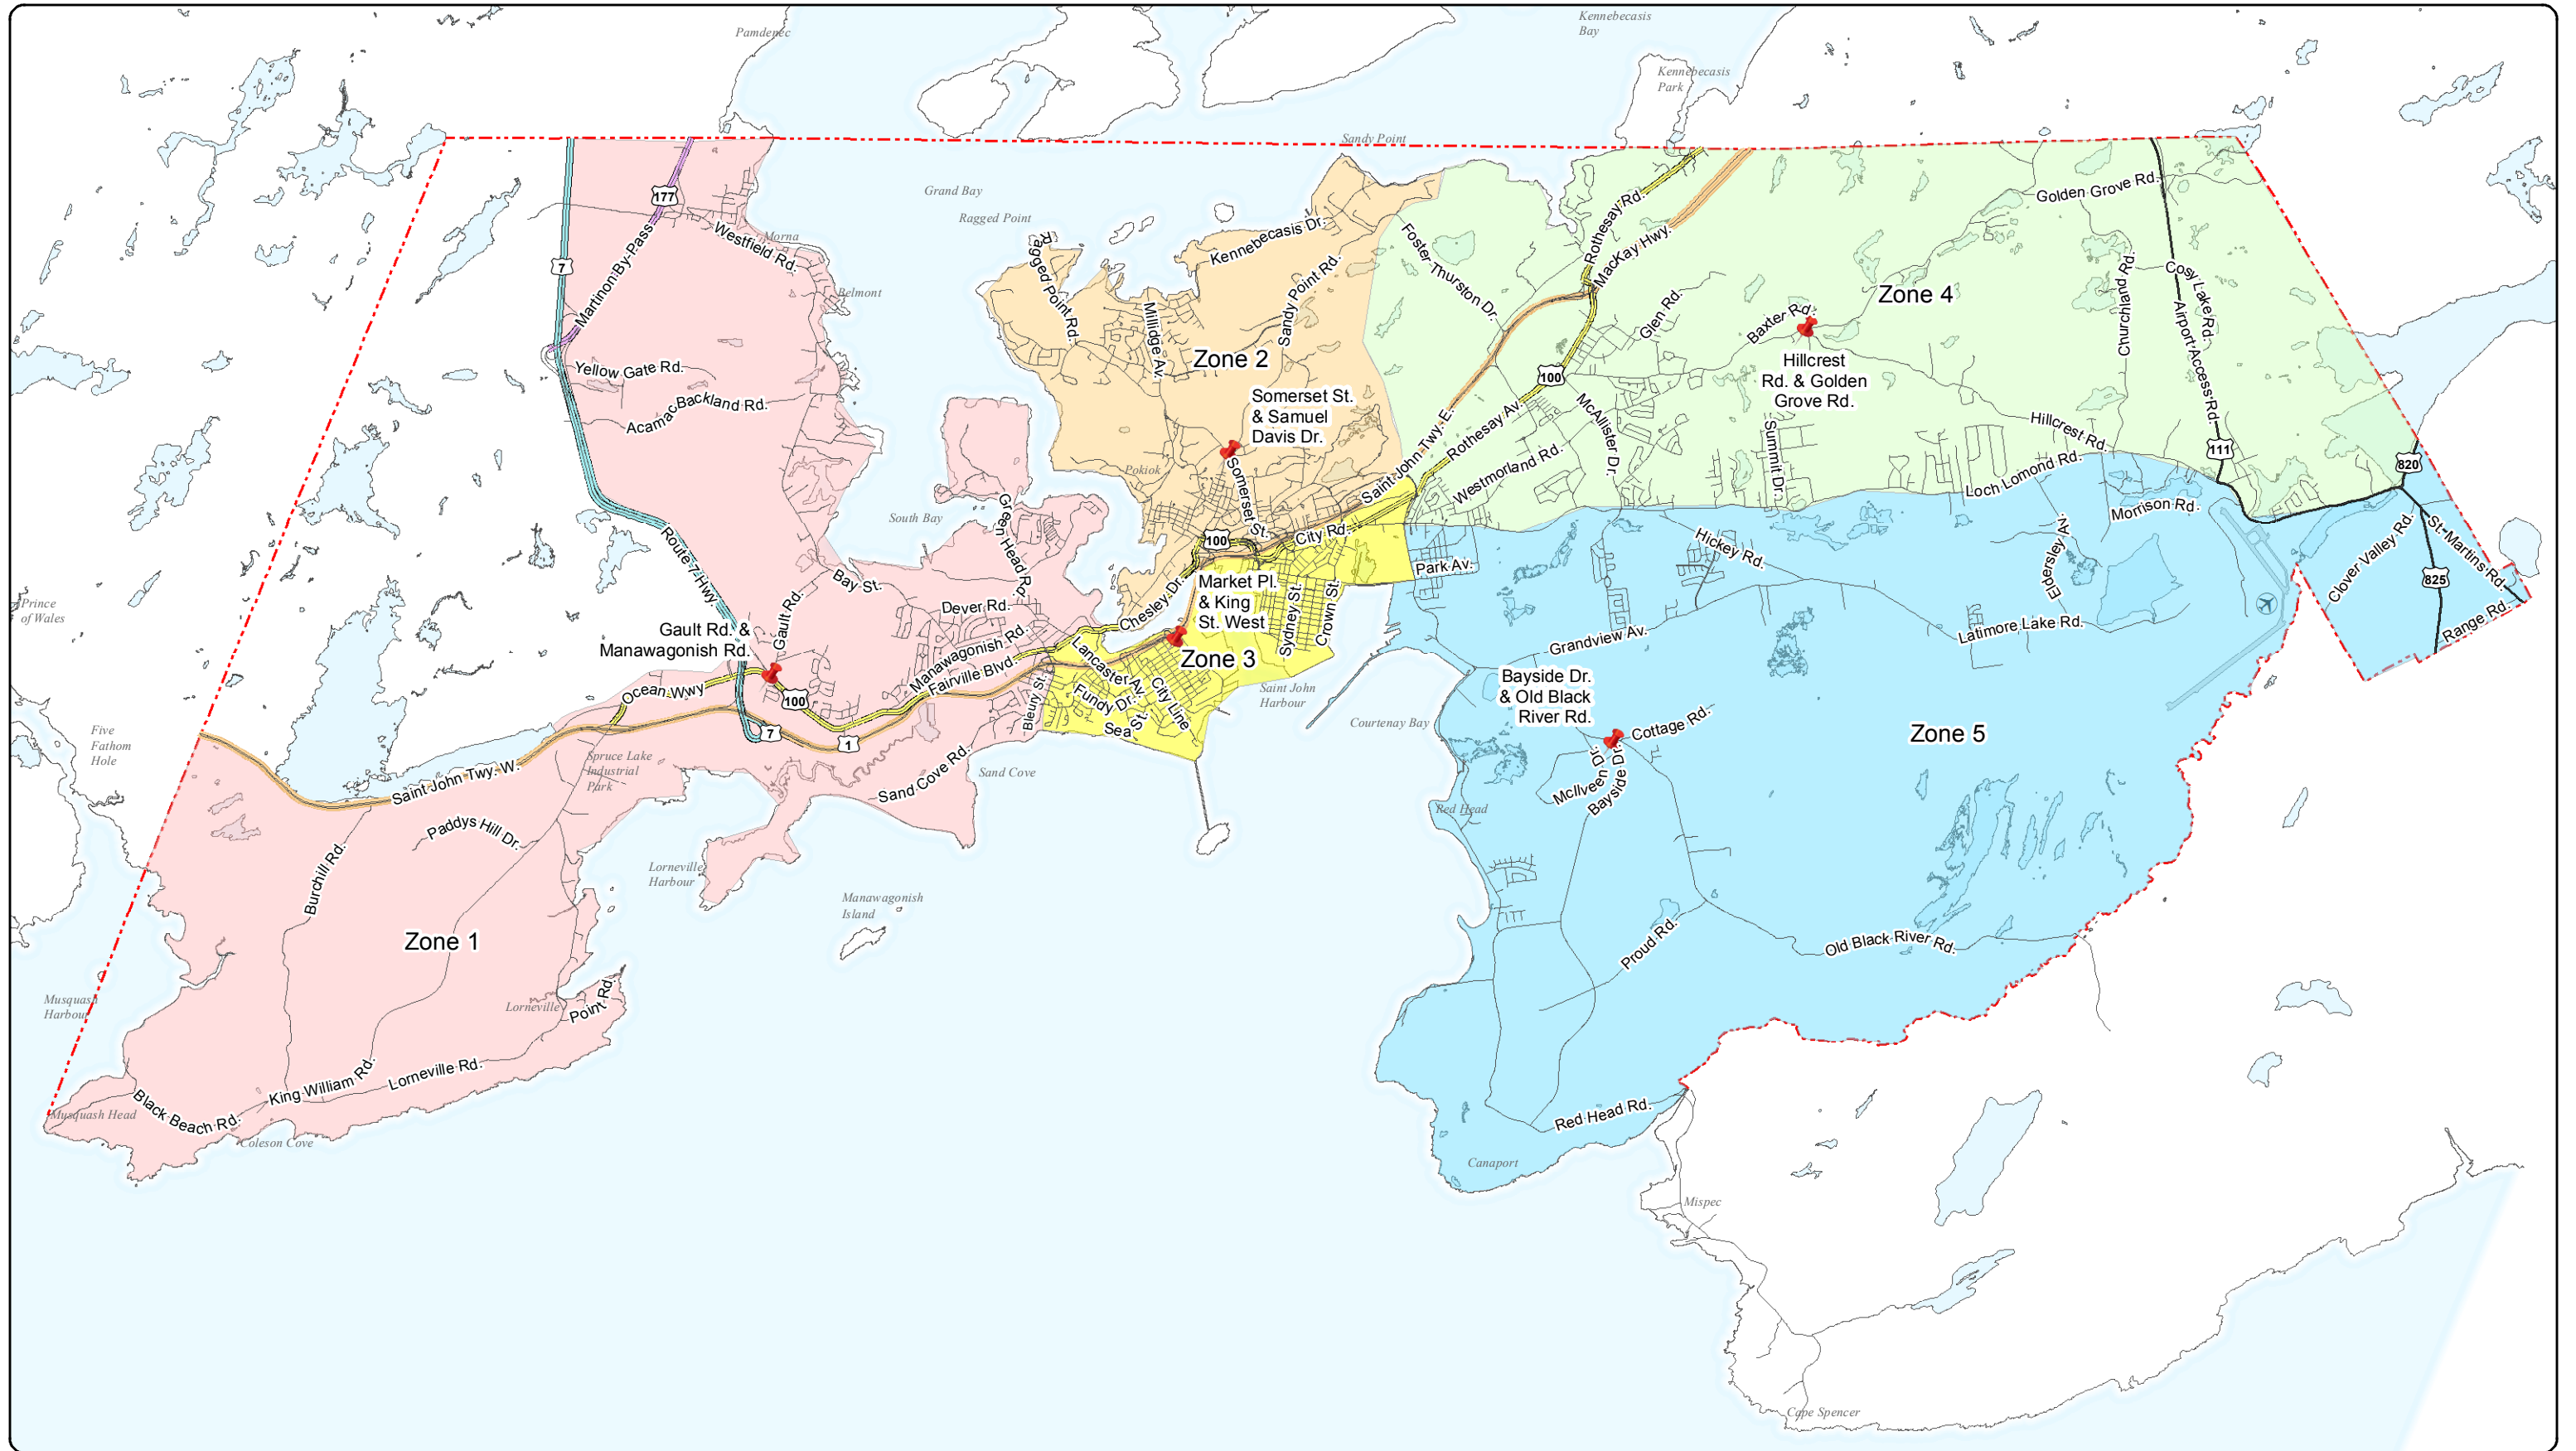 Pamdenec
Kennebecasis
Bay
Kennebecasis
Park
Sandy Point
Grand Bay
Ragged Point
177
7
Martinon By-Pass
Westfield Rd.
Morna
Belmont
Yellow Gate Rd.
Acamac Backland Rd.
Ragged Point Rd.
Millidge Av.
Kennebecasis Dr.
Sandy Point Rd.
Zone 2
Somerset St.
& Samuel
Davis Dr.
Pokiok
Somerset St.
Foster Thurston Dr.
Rothesay Rd.
MacKay Hwy.
Glen Rd.
Baxter Rd.
Zone 4
Hillcrest
Rd. & Golden
Grove Rd.
Golden Grove Rd.
Churchland Rd.
Cosy Lake Rd.
Airport Access Rd.
100
McAllister Dr.
Summit Dr.
Hillcrest Rd.
Loch Lomond Rd.
111
820
Saint John Twy. E.
Rothesay Av.
Westmorland Rd.
South Bay
Green Head Rd.
100
City Rd.
Park Av.
Hickey Rd.
Morrison Rd.
Eldersley Av.
Clover Valley Rd.
St. Martins Rd.
825
Range Rd.
Latimore Lake Rd.
Grandview Av.
Route 7 Hwy.
Bay St.
Gault Rd.
Dever Rd.
Chesley Dr.
Market Pl.
& King
St. West
Sydney St.
Crown St.
Zone 3
Gault Rd. &
Manawagonish Rd.
Manawagonish Rd.
Fairville Blvd.
Lancaster Av.
Fundy Dr.
City Line
Sea St.
Bleury St.
Ocean Wwy
100
7
1
Saint John
Harbour
Courtenay Bay
Bayside Dr.
& Old Black
River Rd.
Cottage Rd.
McIlveen Dr.
Bayside Dr.
Zone 5
Red Head
Prince
of Wales
Five
Fathom
Hole
Saint John Twy. W.
Spruce Lake
Industrial
Park
Sand Cove Rd.
Sand Cove
Paddys Hill Dr.
Burchill Rd.
Lorneville
Harbour
Manawagonish
Island
Zone 1
Proud Rd.
Old Black River Rd.
Musquash
Harbour
Lorneville
Point Rd.
King William Rd.
Lorneville Rd.
Black Beach Rd.
Musquash Head
Coleson Cove
Red Head Rd.
Canaport
Mispec
Cape Spencer